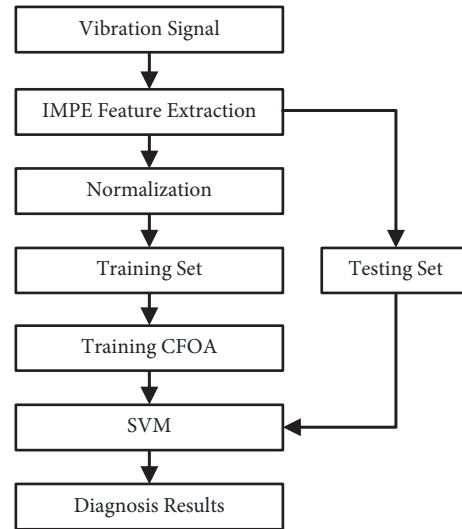 Vibration Signal
IMPE Feature Extraction
Normalization
Training Set
Testing Set
Training CFOA
SVM
Diagnosis Results